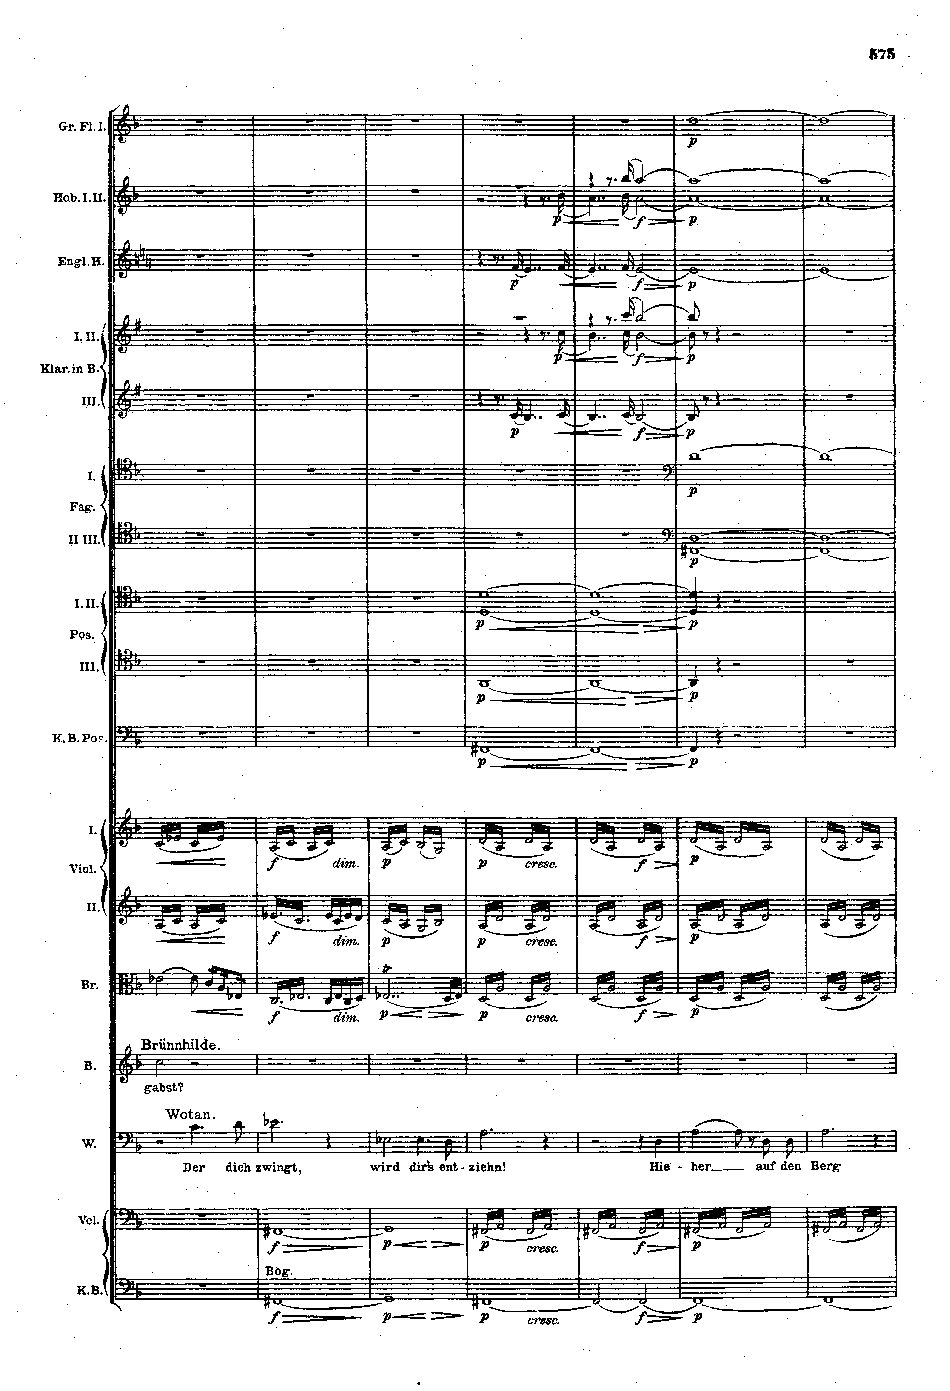 575
Gr. Fl. I.
p
Hob. I. II.
p f p
Engl. H.
p f p
I. II.
p f p
Klar. in B.
III.
p f p
I.
p
Fag.
II III.
p
I. II.
p p
Pos.
III.
p p
K. B. Pos.
p p
I.
f dim. p p cresc. f p
Viol.
II.
f dim. p p cresc. f p
Br.
f dim. p p cresc. f p
Brünnhilde.
B.
gabst?
Wotan.
W.
Der dich zwingt, wird dir's ent-ziehn! Hie-her auf den Berg
Vcl.
f p p cresc. f p
Bog.
K.B.
f p p cresc. f p